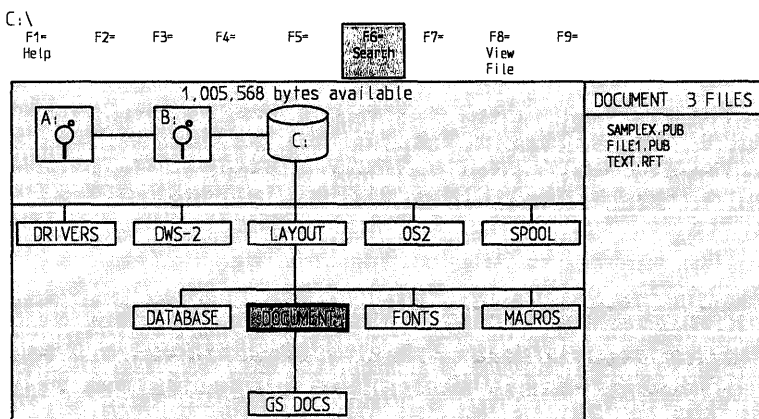 C:\
F1= F2= F3= F4= F5= F6= F7= F8= F9=
Help Search View
File
1,005,568 bytes available
DOCUMENT 3 FILES
A: B: C:
SAMPLEX.PUB
FILE1.PUB
TEXT.RFT
DRIVERS DWS-2 LAYOUT OS2 SPOOL
DATABASE DOCUMENT FONTS MACROS
GS DOCS